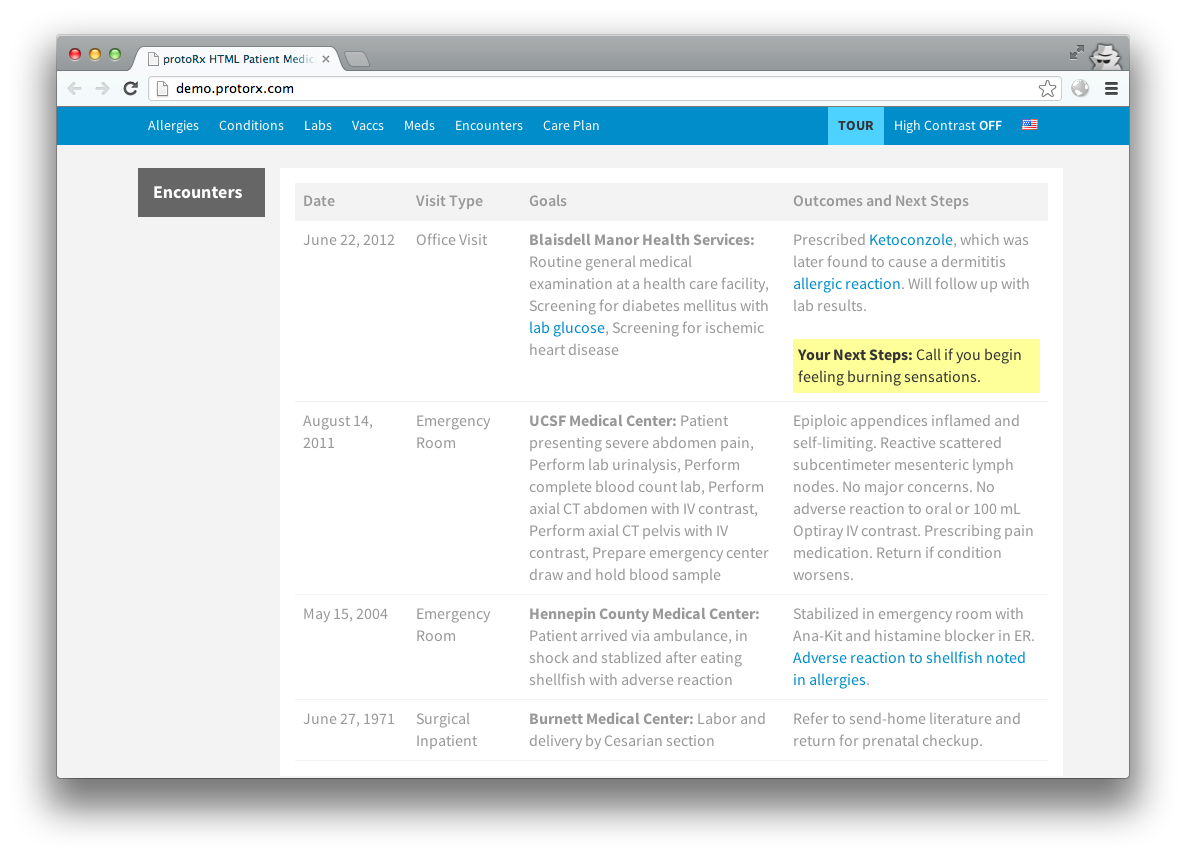 protoRx HTML Patient Medic
demo.protorx.com
Allergies Conditions Labs Vaccs Meds Encounters Care Plan TOUR High Contrast OFF
Encounters
Date Visit Type Goals Outcomes and Next Steps
June 22, 2012
Office Visit
Blaisdell Manor Health Services:
Routine general medical
examination at a health care facility,
Screening for diabetes mellitus with
lab glucose, Screening for ischemic
heart disease
Prescribed Ketoconzole, which was
later found to cause a dermititis
allergic reaction. Will follow up with
lab results.
Your Next Steps: Call if you begin
feeling burning sensations.
August 14,
2011
Emergency
Room
UCSF Medical Center: Patient
presenting severe abdomen pain,
Perform lab urinalysis, Perform
complete blood count lab, Perform
axial CT abdomen with IV contrast,
Perform axial CT pelvis with IV
contrast, Prepare emergency center
draw and hold blood sample
Epiploic appendices inflamed and
self-limiting. Reactive scattered
subcentimeter mesenteric lymph
nodes. No major concerns. No
adverse reaction to oral or 100 mL
Optiray IV contrast. Prescribing pain
medication. Return if condition
worsens.
May 15, 2004
Emergency
Room
Hennepin County Medical Center:
Patient arrived via ambulance, in
shock and stablized after eating
shellfish with adverse reaction
Stabilized in emergency room with
Ana-Kit and histamine blocker in ER.
Adverse reaction to shellfish noted
in allergies.
June 27, 1971
Surgical
Inpatient
Burnett Medical Center: Labor and
delivery by Cesarian section
Refer to send-home literature and
return for prenatal checkup.